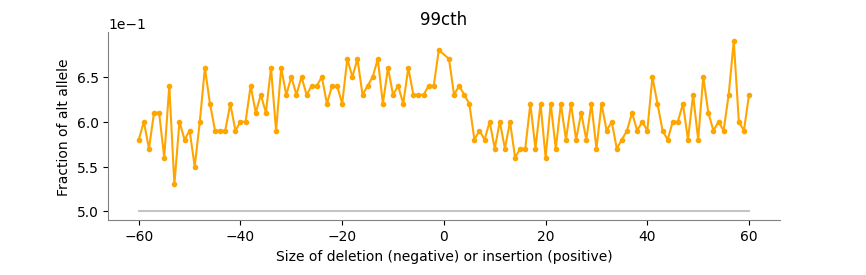 99cth
1e−1
Fraction of alt allele
6.5
6.0
5.5
5.0
−60 −40 −20 0 20 40 60
Size of deletion (negative) or insertion (positive)